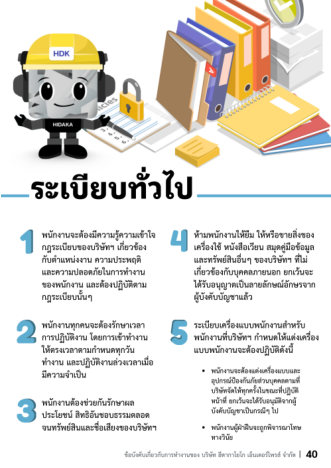 HDK
HIDAKA
ระเบียบทั่วไป
1
พนักงานจะต้องมีความรู้ความเข้าใจ
กฎระเบียบของบริษัทฯ เกี่ยวข้อง
กับตำแหน่งงาน ความประพฤติ
และความปลอดภัยในการทำงาน
ของพนักงาน และต้องปฏิบัติตาม
กฎระเบียบนั้นๆ
2
พนักงานทุกคนจะต้องรักษาเวลา
การปฏิบัติงาน โดยการเข้าทำงาน
ให้ตรงเวลาตามกำหนดทุกวัน
ทำงาน และปฏิบัติงานล่วงเวลาเมื่อ
มีความจำเป็น
3
พนักงานต้องช่วยกันรักษาผล
ประโยชน์ สิทธิอันชอบธรรมตลอด
จนทรัพย์สินและชื่อเสียงของบริษัทฯ
4
ห้ามพนักงานให้ยืม ให้หรือขายสิ่งของ
เครื่องใช้ หนังสือเวียน สมุดคู่มือข้อมูล
และทรัพย์สินอื่นๆ ของบริษัทฯ ที่ไม่
เกี่ยวข้องกับบุคคลภายนอก ยกเว้นจะ
ได้รับอนุญาตเป็นลายลักษณ์อักษรจาก
ผู้บังคับบัญชาแล้ว
5
ระเบียบเครื่องแบบพนักงานสำหรับ
พนักงานที่บริษัทฯ กำหนดให้แต่งเครื่อง
แบบพนักงานจะต้องปฏิบัติดังนี้
• พนักงานจะต้องแต่งเครื่องแบบและ
อุปกรณ์ป้องกันภัยส่วนบุคคลตามที่
บริษัทจัดให้ทุกครั้งในขณะที่ปฏิบัติ
หน้าที่ ยกเว้นจะได้รับอนุมัติจากผู้
บังคับบัญชาเป็นกรณีๆ ไป
• พนักงานผู้ฝ่าฝืนจะถูกพิจารณาโทษ
ทางวินัย
ข้อบังคับเกี่ยวกับการทำงานของ บริษัท ฮิดากาโยโก เอ็นเตอร์ไพรส์ จำกัด | 40